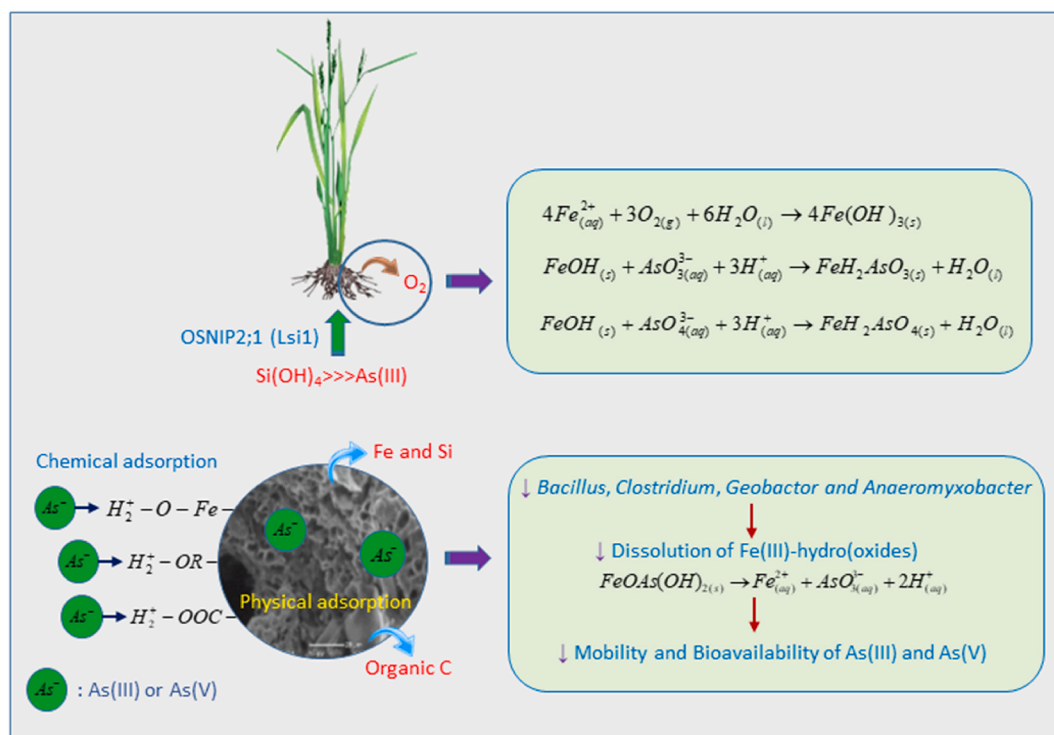 4Fe²⁺(aq) + 3O₂(g) + 6H₂O(l) → 4Fe(OH)₃(s)
FeOH(s) + AsO₃³⁻(aq) + 3H⁺(aq) → FeH₂AsO₃(s) + H₂O(l)
FeOH(s) + AsO₄³⁻(aq) + 3H⁺(aq) → FeH₂AsO₄(s) + H₂O(l)
O₂
OSNIP2;1 (Lsi1)
Si(OH)₄>>>As(III)
Chemical adsorption
Fe and Si
As⁻ → H₂⁺ − O − Fe −
As⁻ → H₂⁺ − OR −
As⁻ → H₂⁺ − OOC −
As⁻
As⁻
Physical adsorption
Organic C
As⁻ : As(III) or As(V)
↓ Bacillus, Clostridium, Geobactor and Anaeromyxobacter
↓ Dissolution of Fe(III)-hydro(oxides)
FeOAs(OH)₂(s) → Fe²⁺(aq) + AsO₃³⁻(aq) + 2H⁺(aq)
↓ Mobility and Bioavailability of As(III) and As(V)